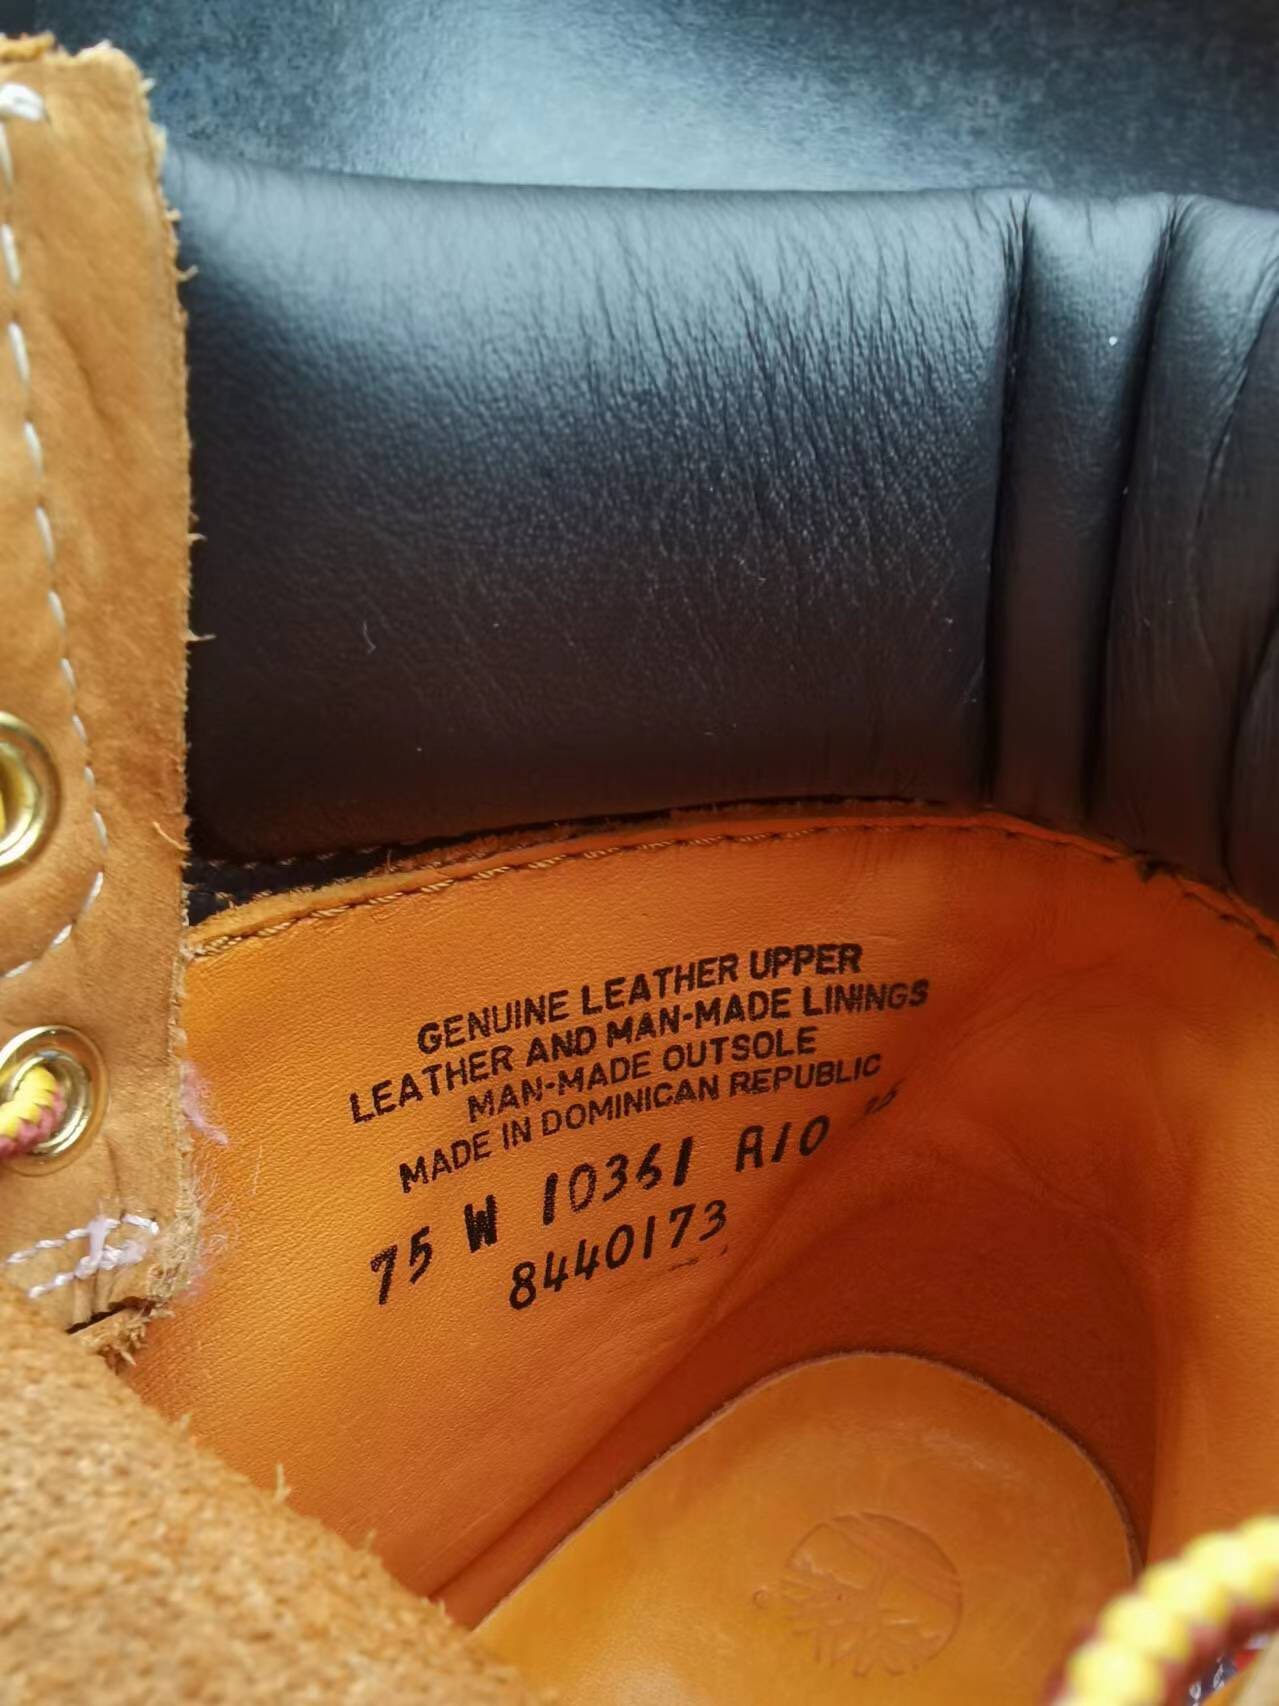 GENUINE LEATHER UPPER
LEATHER AND MAN-MADE LININGS
MAN-MADE OUTSOLE
MADE IN DOMINICAN REPUBLIC
75 W 10361 A10
8440173